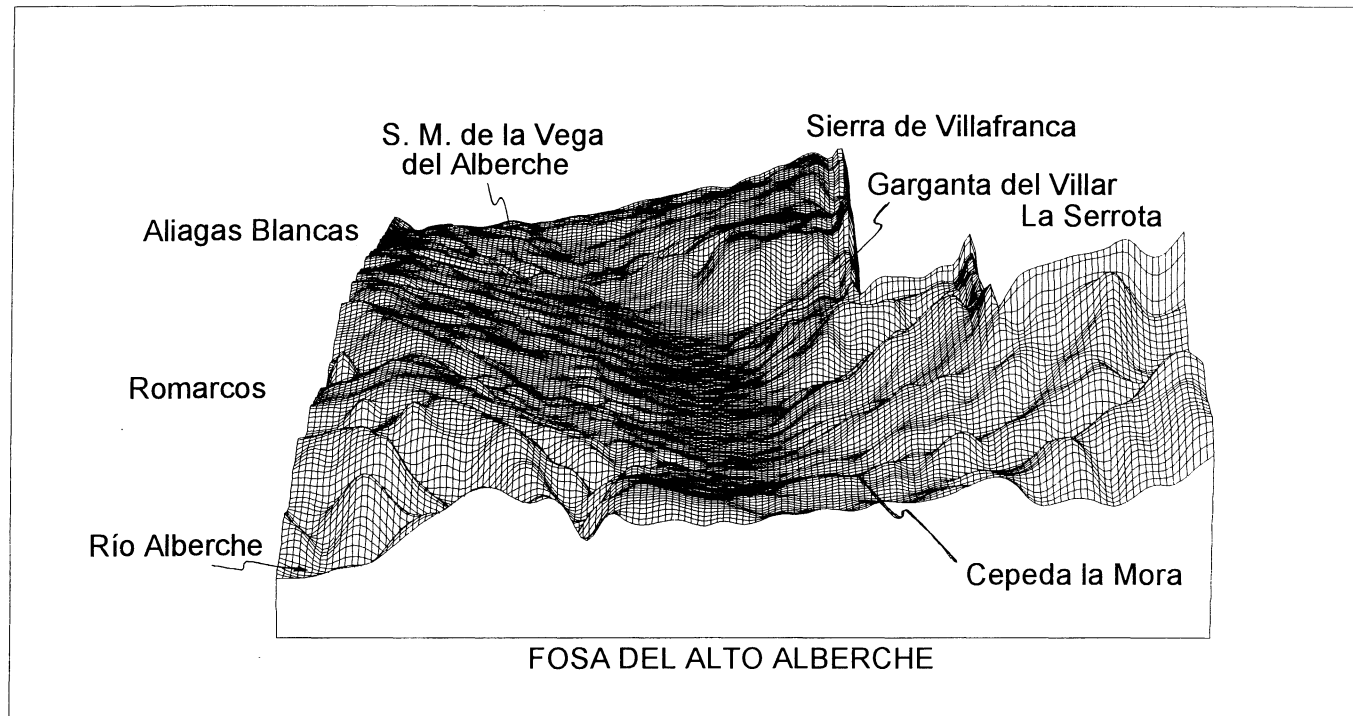 S. M. de la Vega
del Alberche
Sierra de Villafranca
Garganta del Villar
La Serrota
Aliagas Blancas
Romarcos
Río Alberche
Cepeda la Mora
FOSA DEL ALTO ALBERCHE